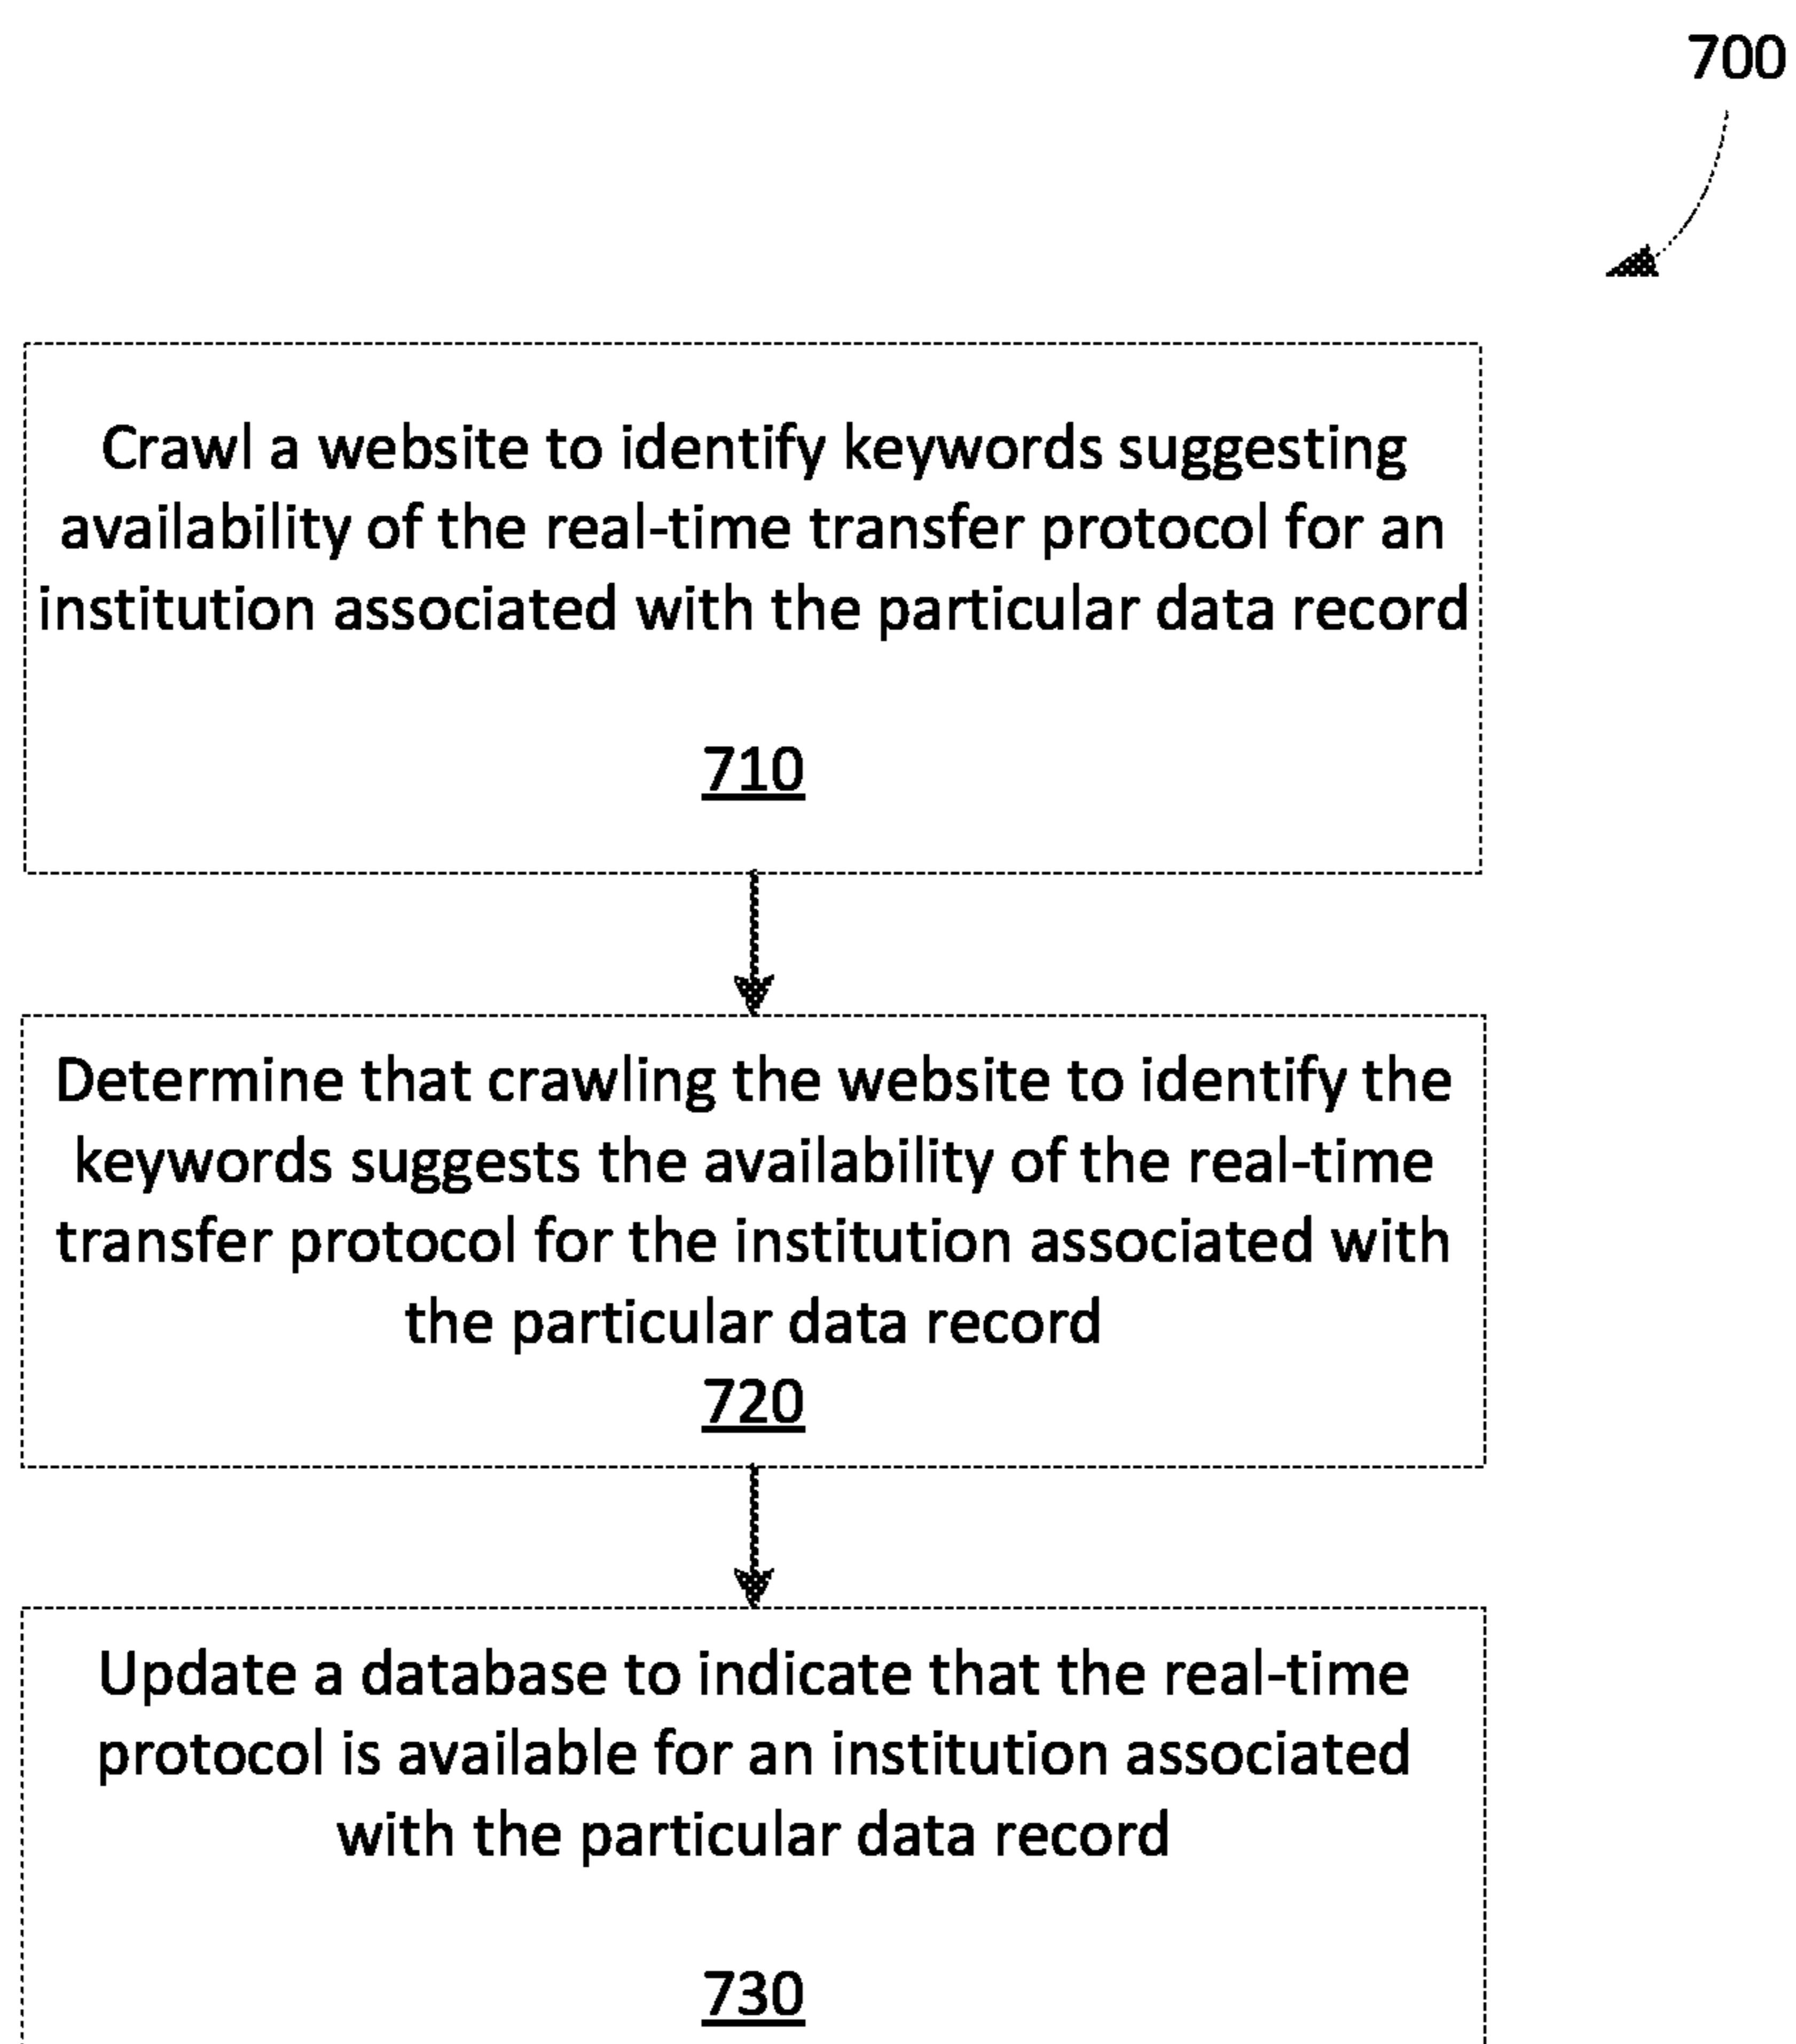 700
Crawl a website to identify keywords suggesting
availability of the real-time transfer protocol for an
institution associated with the particular data record
710
Determine that crawling the website to identify the
keywords suggests the availability of the real-time
transfer protocol for the institution associated with
the particular data record
720
Update a database to indicate that the real-time
protocol is available for an institution associated
with the particular data record
730